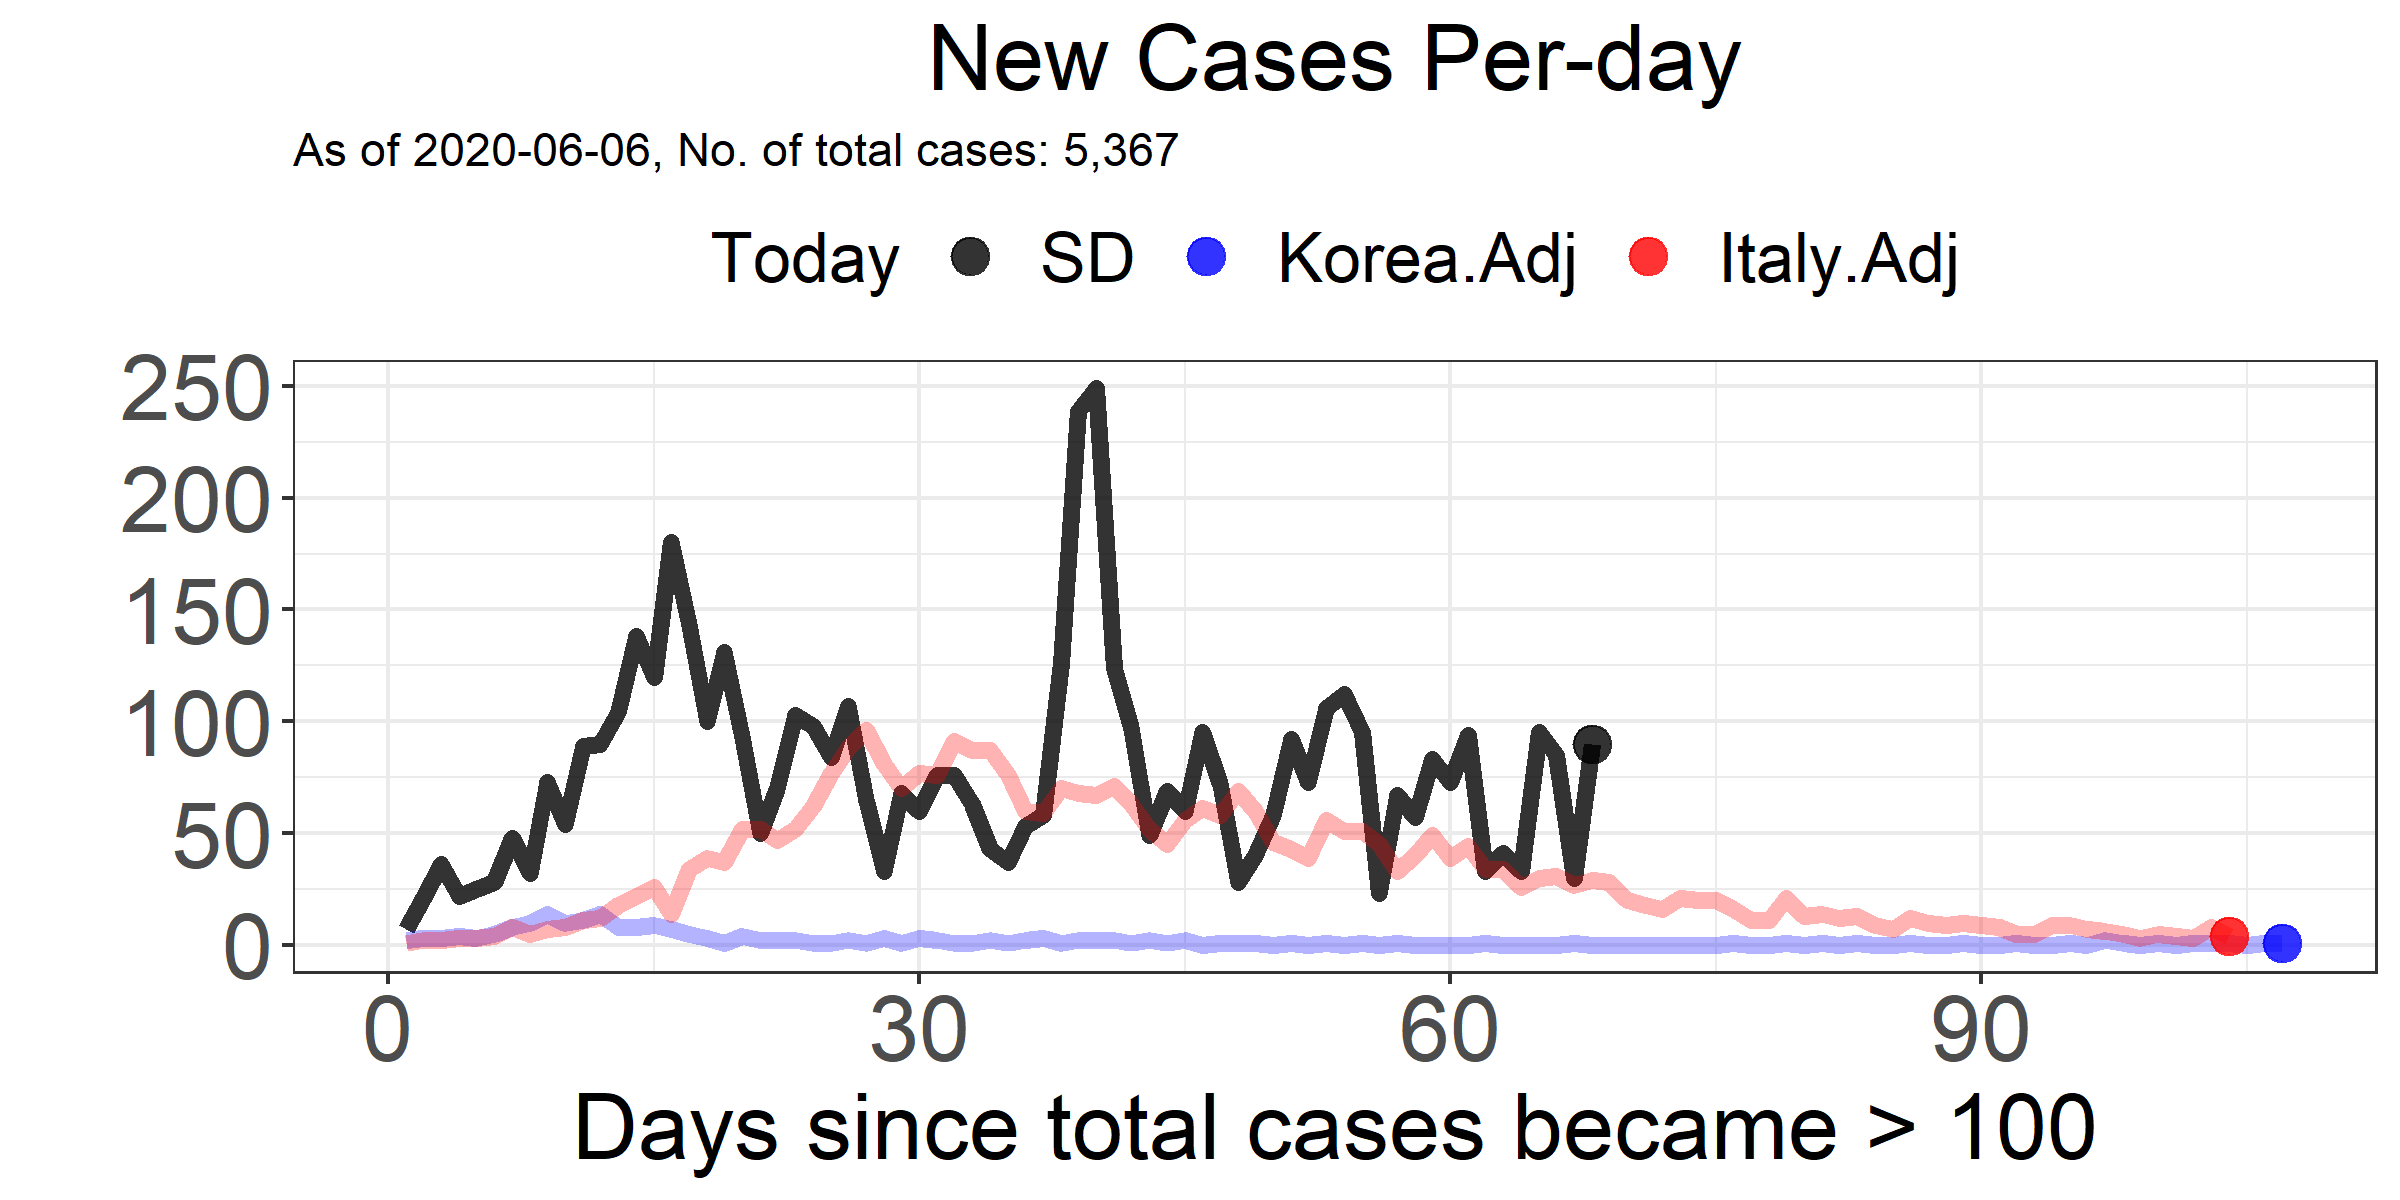 New Cases Per-day
As of 2020-06-06, No. of total cases: 5,367
Today SD Korea.Adj Italy.Adj
250
200
150
100
50
0
0 30 60 90
Days since total cases became > 100